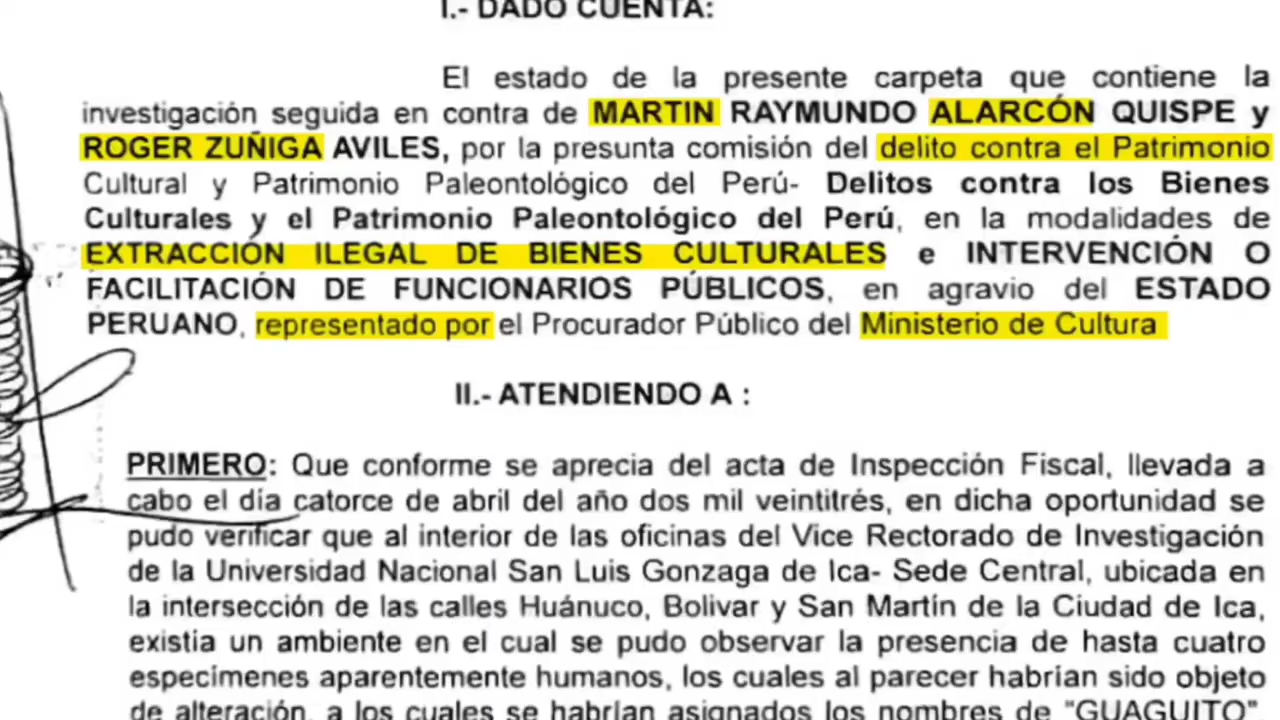 I.- DADO CUENTA:
El estado de la presente carpeta que contiene la
investigación seguida en contra de MARTIN RAYMUNDO ALARCÓN QUISPE y
ROGER ZUÑIGA AVILES, por la presunta comisión del delito contra el Patrimonio
Cultural y Patrimonio Paleontológico del Perú- Delitos contra los Bienes
Culturales y el Patrimonio Paleontológico del Perú, en la modalidades de
EXTRACCIÓN ILEGAL DE BIENES CULTURALES e INTERVENCIÓN O
FACILITACIÓN DE FUNCIONARIOS PÚBLICOS, en agravio del ESTADO
PERUANO, representado por el Procurador Público del Ministerio de Cultura
II.- ATENDIENDO A :
PRIMERO: Que conforme se aprecia del acta de Inspección Fiscal, llevada a
cabo el día catorce de abril del año dos mil veintitrés, en dicha oportunidad se
pudo verificar que al interior de las oficinas del Vice Rectorado de Investigación
de la Universidad Nacional San Luis Gonzaga de Ica- Sede Central, ubicada en
la intersección de las calles Huánuco, Bolivar y San Martín de la Ciudad de Ica,
existia un ambiente en el cual se pudo observar la presencia de hasta cuatro
especímenes aparentemente humanos, los cuales al parecer habrían sido objeto
de alteración, a los cuales se habrían asignados los nombres de "GUAGUITO",